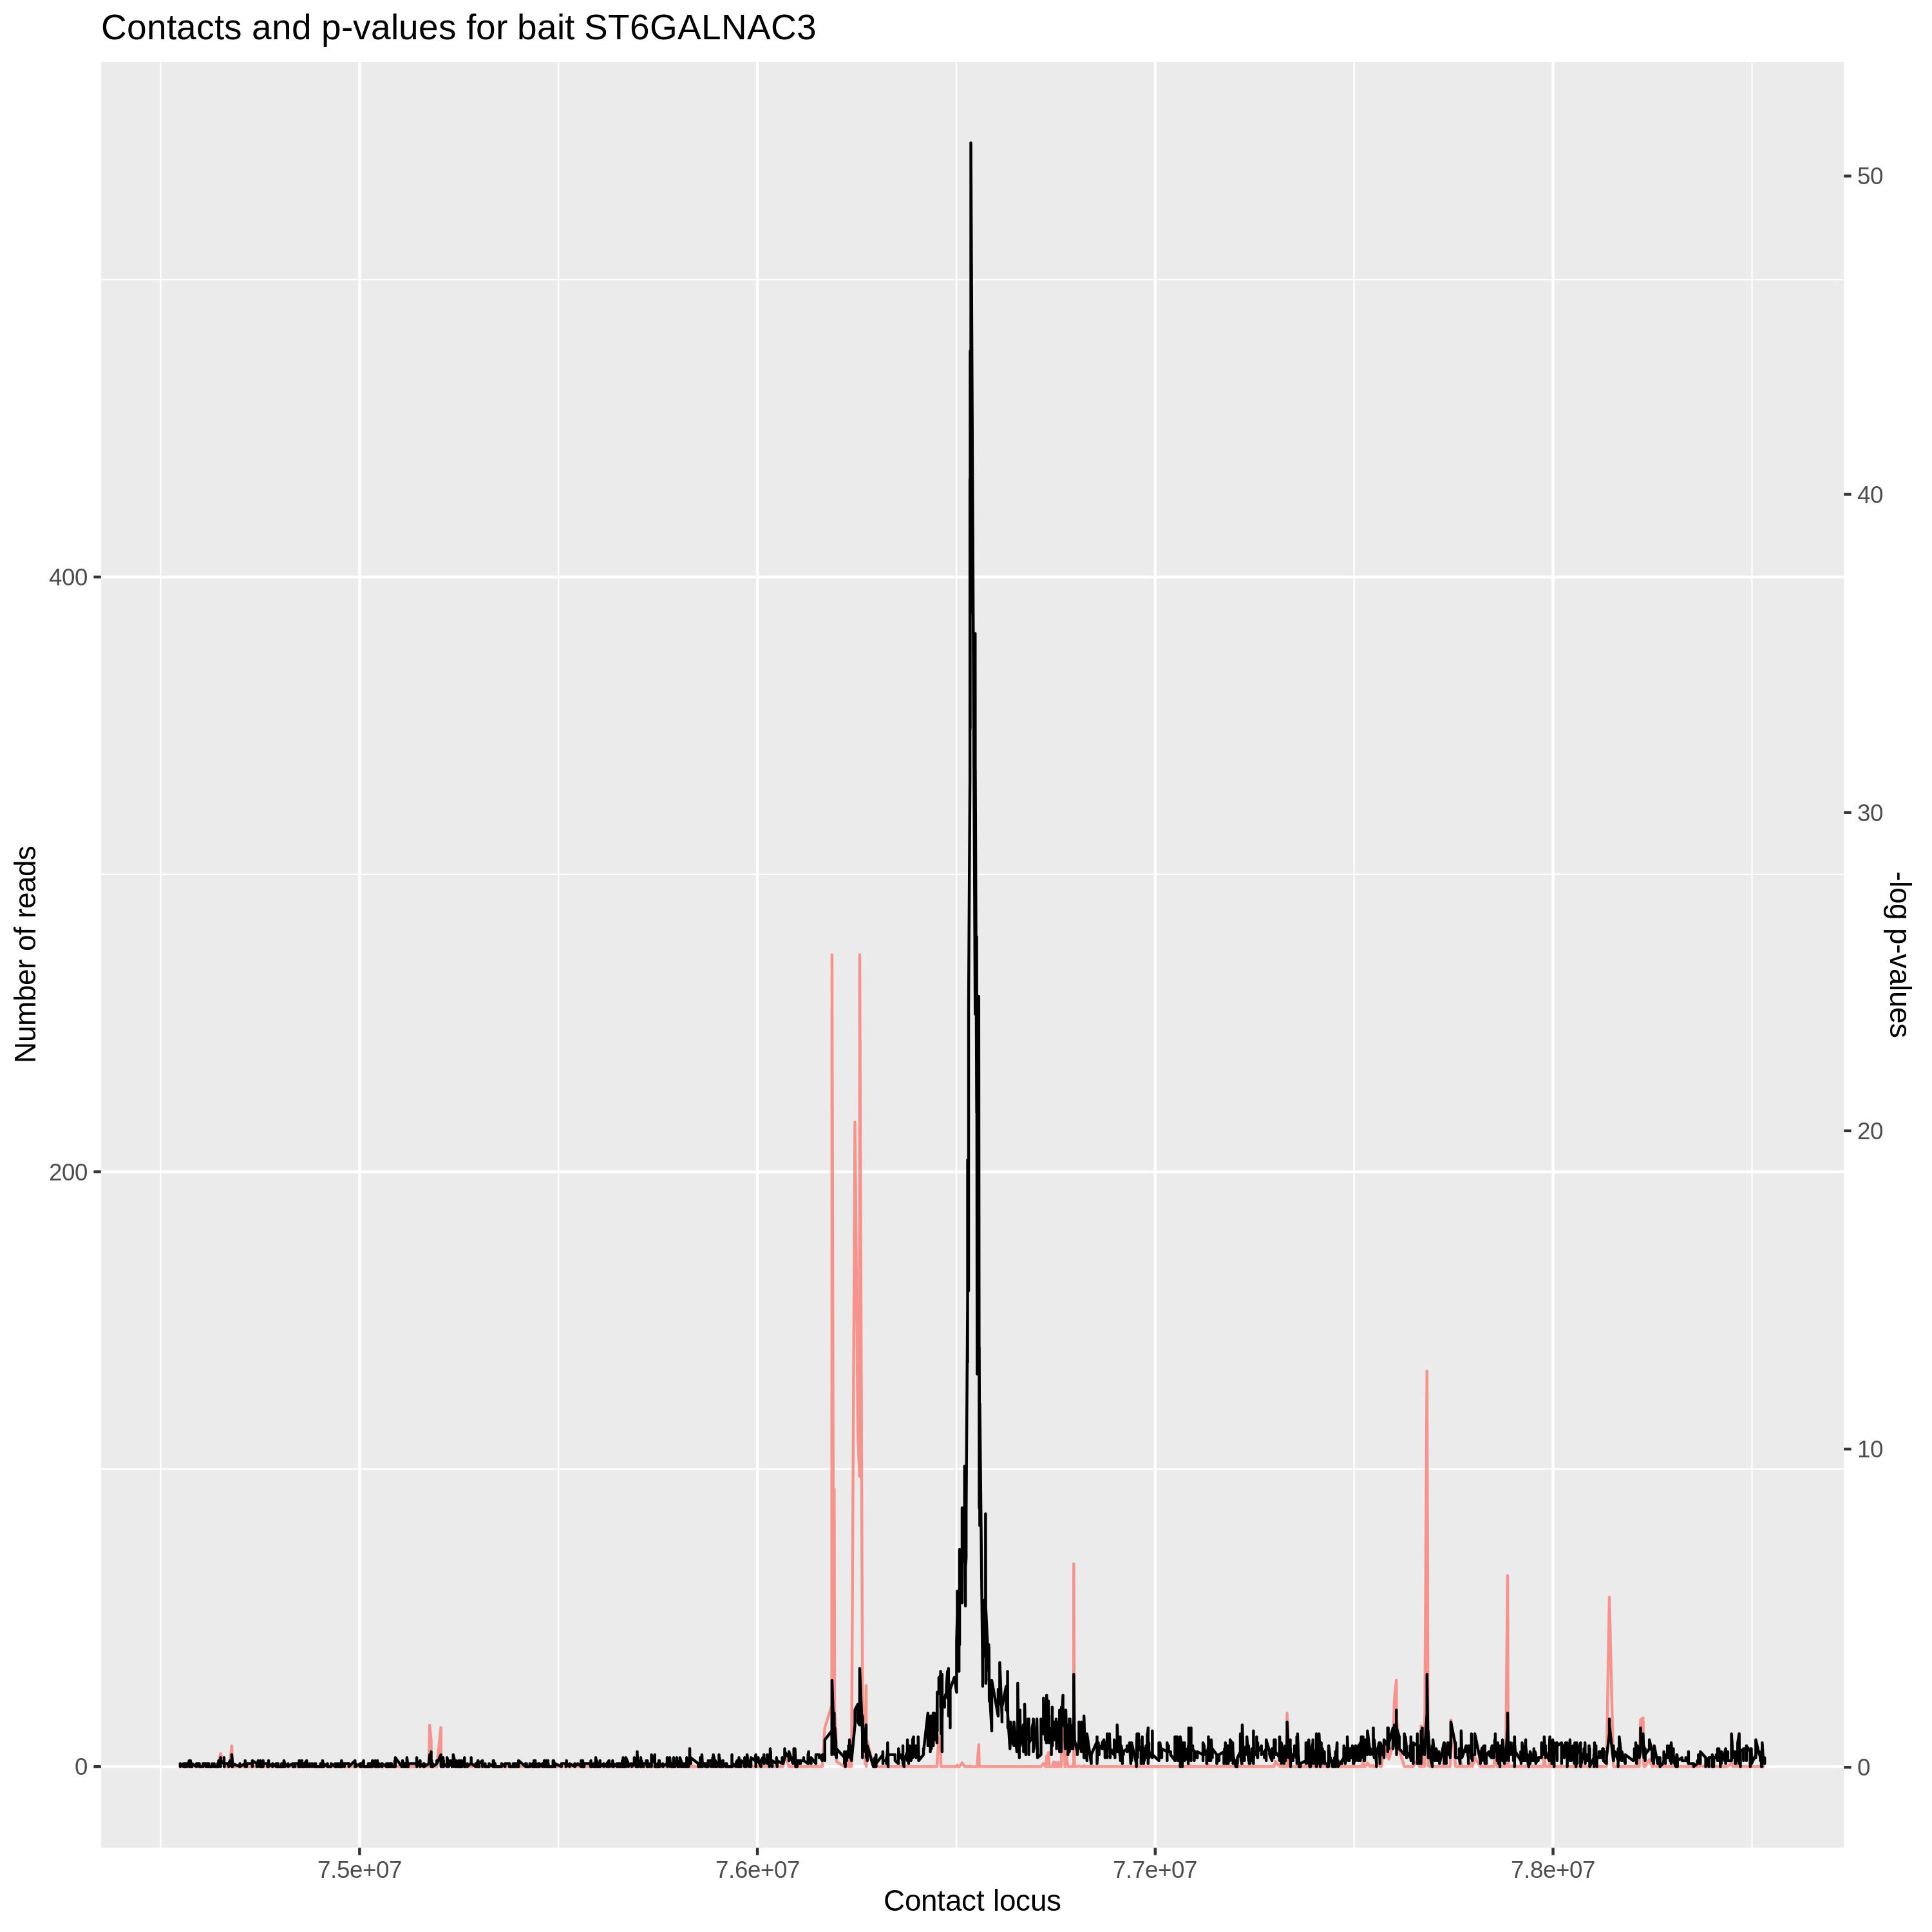 Contacts and p-values for bait ST6GALNAC3
Number of reads
400
200
0
50
40
30
20
10
0
-log p-values
7.5e+07 7.6e+07 7.7e+07 7.8e+07
Contact locus